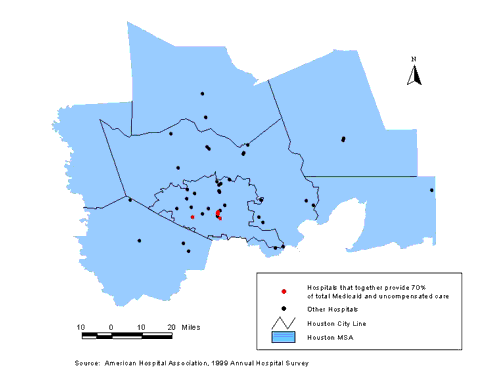 N
Hospitals that together provide 70%
of total Medicaid and uncompensated care
Other Hospitals
Houston City Line
Houston MSA
10 0 10 20 Miles
Source: American Hospital Association, 1999 Annual Hospital Survey